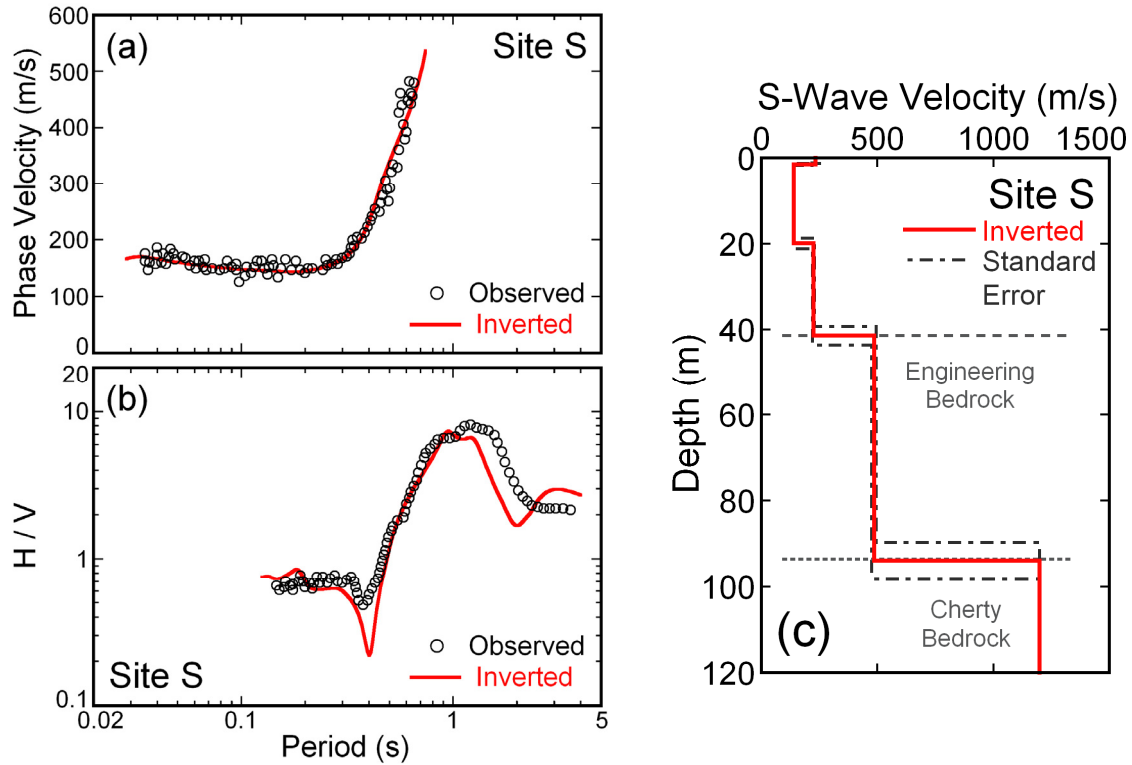 600
500
400
300
200
100
0
Phase Velocity (m/s)
(a)
Site S
Observed
Inverted
20
10
1
0.1
H / V
(b)
Observed
Inverted
Site S
0.02
0.1
1
5
Period (s)
S-Wave Velocity (m/s)
0
500
1000
1500
0
20
40
60
80
100
120
Depth (m)
Site S
Inverted
Standard
Error
Engineering
Bedrock
Cherty
Bedrock
(c)